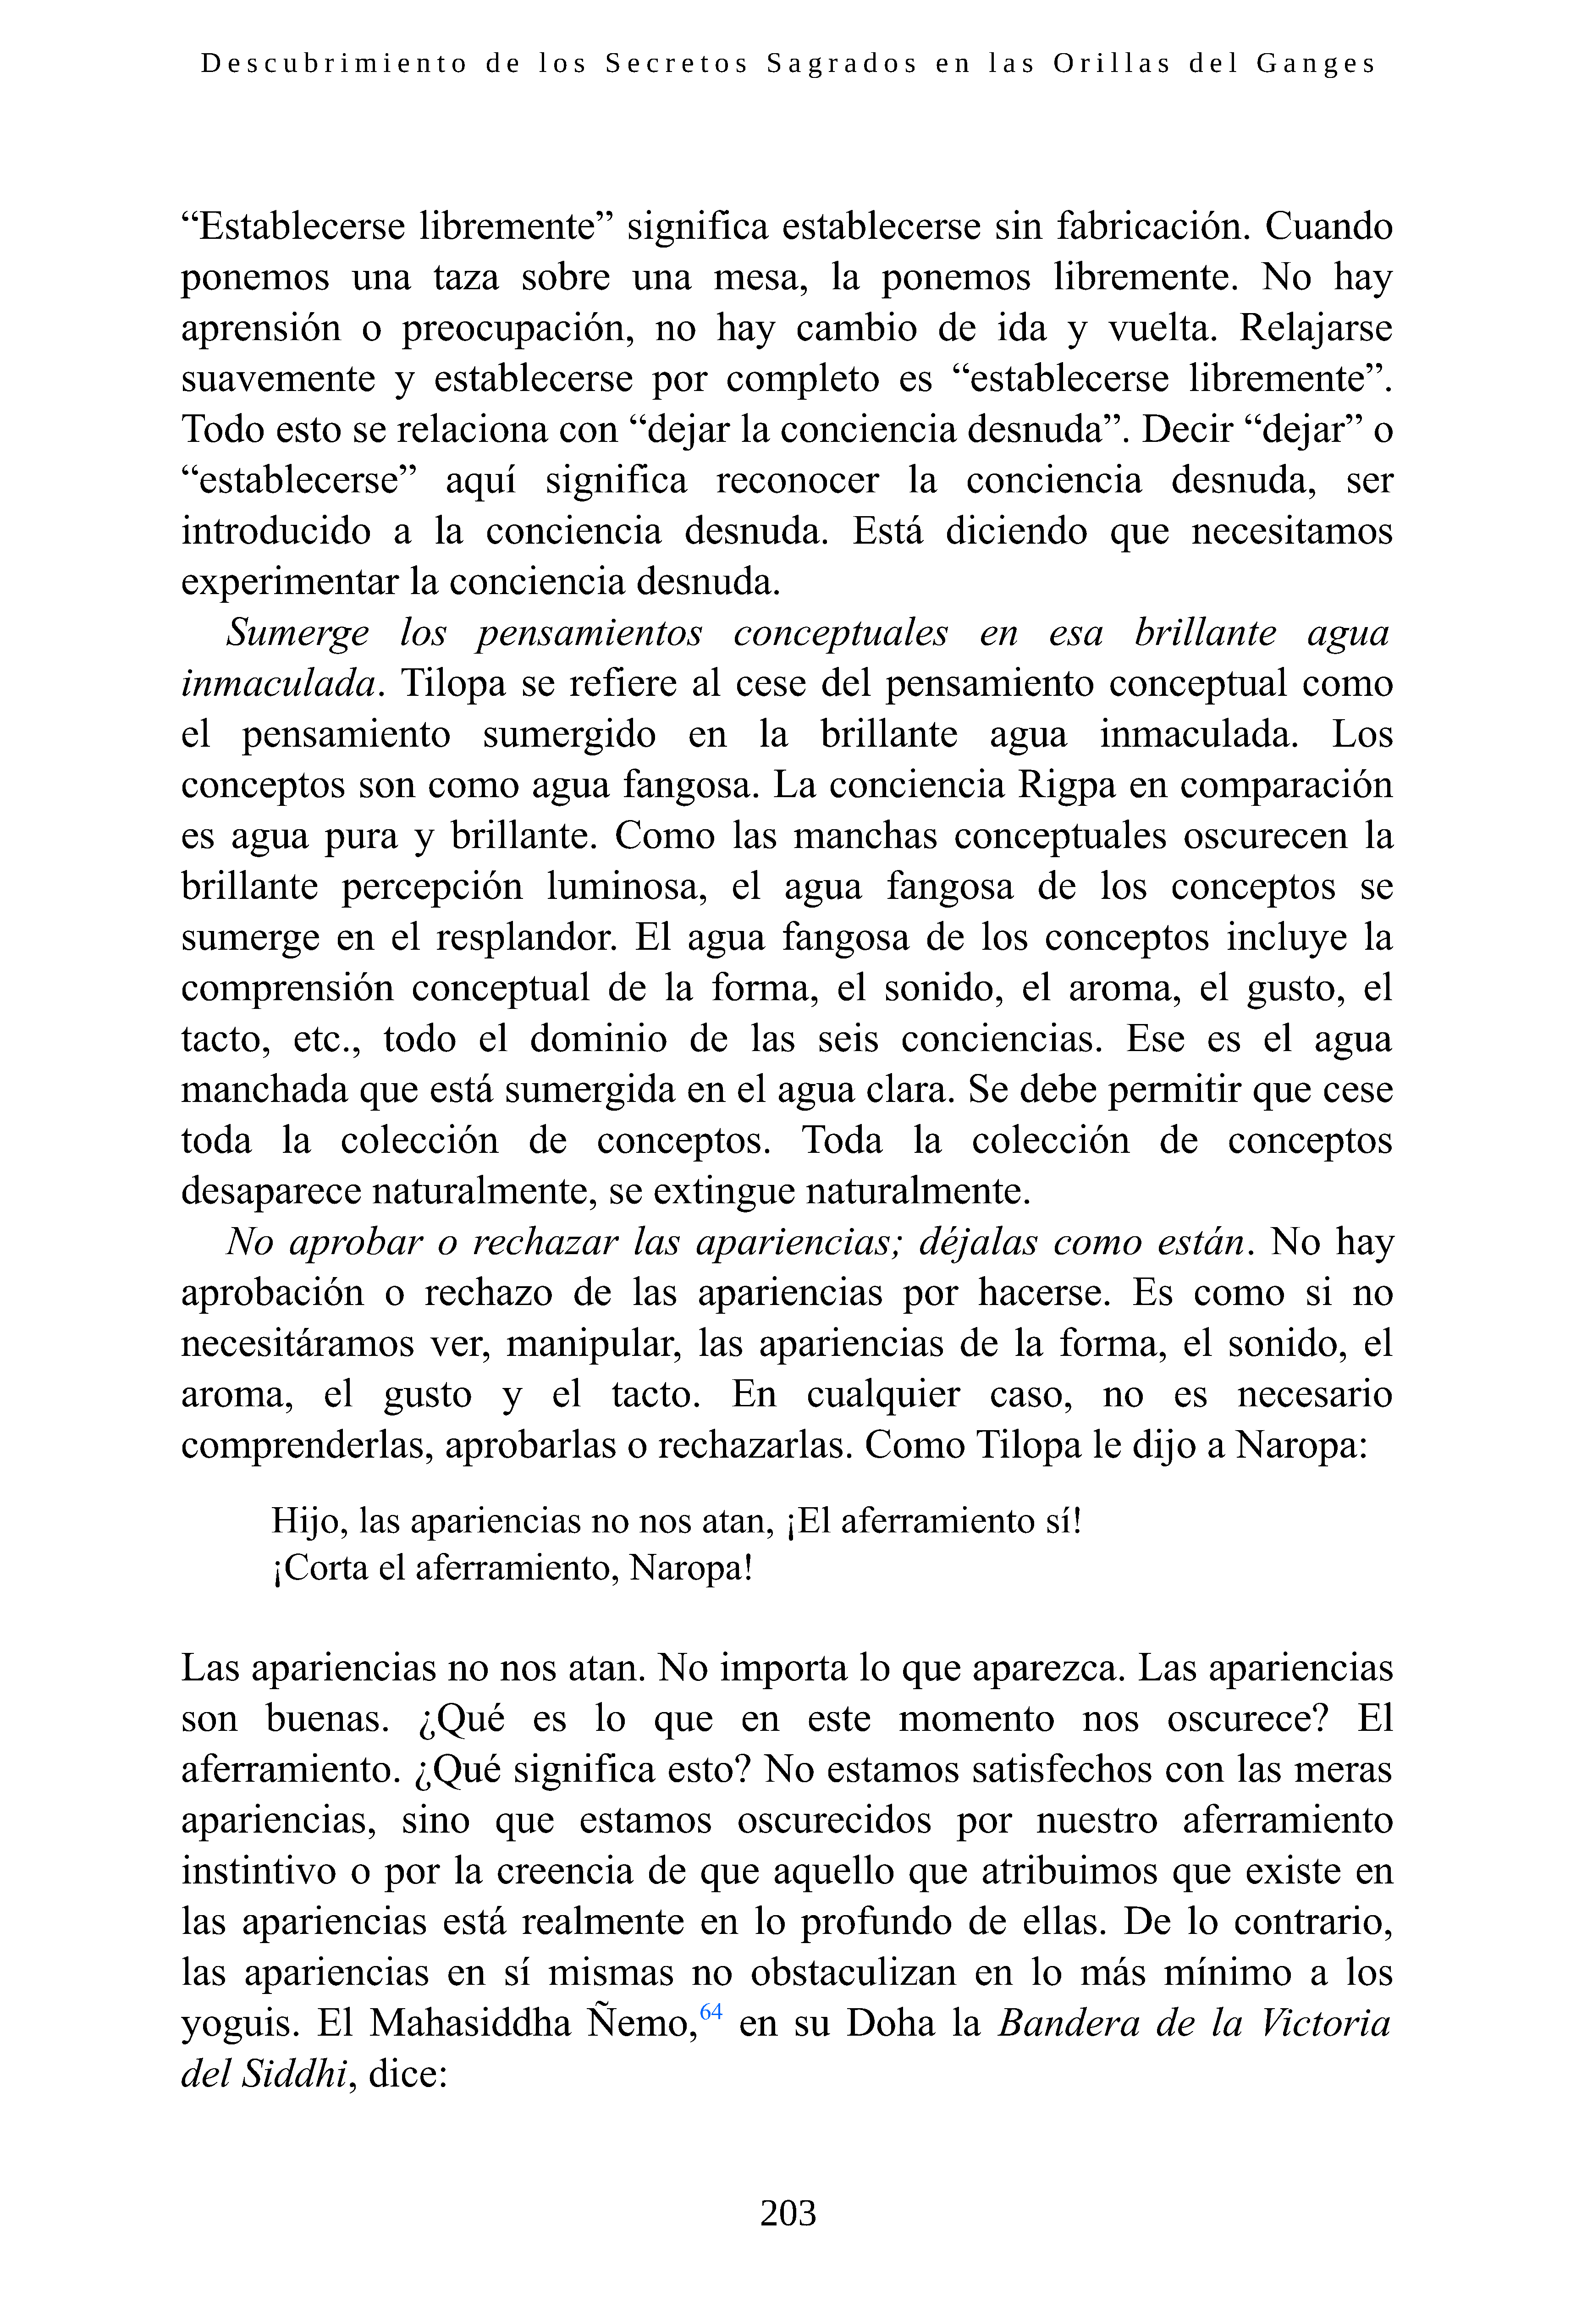 Descubrimiento de los Secretos Sagrados en las Orillas del Ganges
“Establecerse libremente” significa establecerse sin fabricación. Cuando
ponemos una taza sobre una mesa, la ponemos libremente. No hay
aprensión o preocupación, no hay cambio de ida y vuelta. Relajarse
suavemente y establecerse por completo es “establecerse libremente”.
Todo esto se relaciona con “dejar la conciencia desnuda”. Decir “dejar” o
“establecerse” aquí significa reconocer la conciencia desnuda, ser
introducido a la conciencia desnuda. Está diciendo que necesitamos
experimentar la conciencia desnuda.
Sumerge los pensamientos conceptuales en esa brillante agua
inmaculada. Tilopa se refiere al cese del pensamiento conceptual como
el pensamiento sumergido en la brillante agua inmaculada. Los
conceptos son como agua fangosa. La conciencia Rigpa en comparación
es agua pura y brillante. Como las manchas conceptuales oscurecen la
brillante percepción luminosa, el agua fangosa de los conceptos se
sumerge en el resplandor. El agua fangosa de los conceptos incluye la
comprensión conceptual de la forma, el sonido, el aroma, el gusto, el
tacto, etc., todo el dominio de las seis conciencias. Ese es el agua
manchada que está sumergida en el agua clara. Se debe permitir que cese
toda la colección de conceptos. Toda la colección de conceptos
desaparece naturalmente, se extingue naturalmente.
No aprobar o rechazar las apariencias; déjalas como están. No hay
aprobación o rechazo de las apariencias por hacerse. Es como si no
necesitáramos ver, manipular, las apariencias de la forma, el sonido, el
aroma, el gusto y el tacto. En cualquier caso, no es necesario
comprenderlas, aprobarlas o rechazarlas. Como Tilopa le dijo a Naropa:
Hijo, las apariencias no nos atan, ¡El aferramiento sí!
¡Corta el aferramiento, Naropa!
Las apariencias no nos atan. No importa lo que aparezca. Las apariencias
son buenas. ¿Qué es lo que en este momento nos oscurece? El
aferramiento. ¿Qué significa esto? No estamos satisfechos con las meras
apariencias, sino que estamos oscurecidos por nuestro aferramiento
instintivo o por la creencia de que aquello que atribuimos que existe en
las apariencias está realmente en lo profundo de ellas. De lo contrario,
las apariencias en sí mismas no obstaculizan en lo más mínimo a los
yoguis. El Mahasiddha Ñemo,64 en su Doha la Bandera de la Victoria
del Siddhi, dice:
203